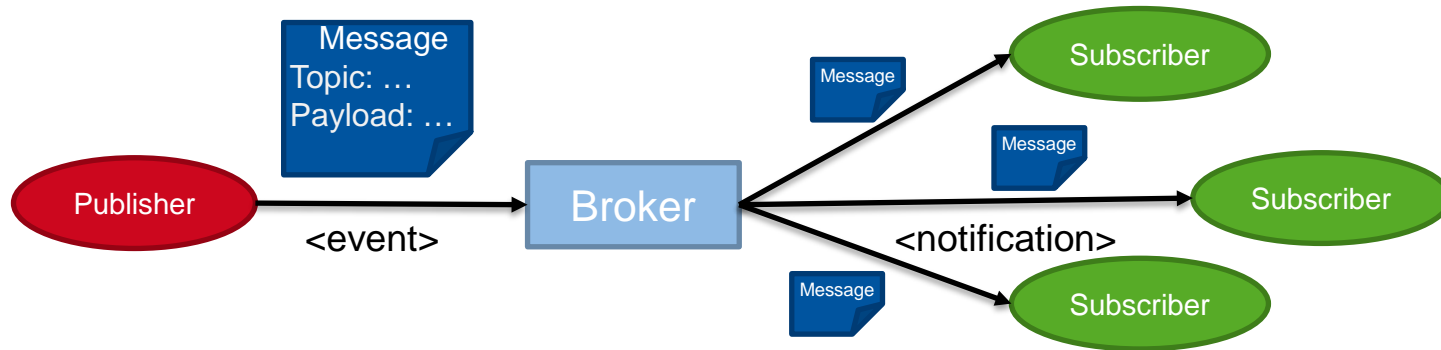 Message
Topic: …
Payload: …
Publisher
<event>
Broker
Message
Subscriber
Message
Subscriber
<notification>
Message
Subscriber